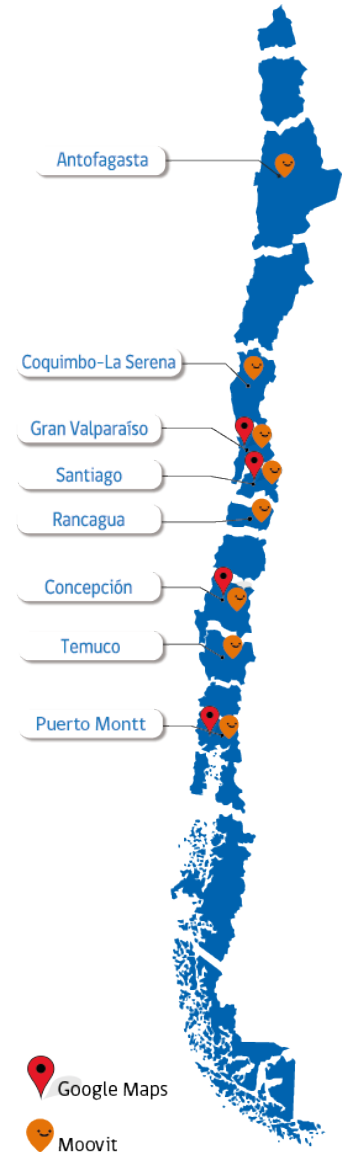 Antofagasta
Coquimbo-La Serena
Gran Valparaíso
Santiago
Rancagua
Concepción
Temuco
Puerto Montt
Google Maps
Moovit